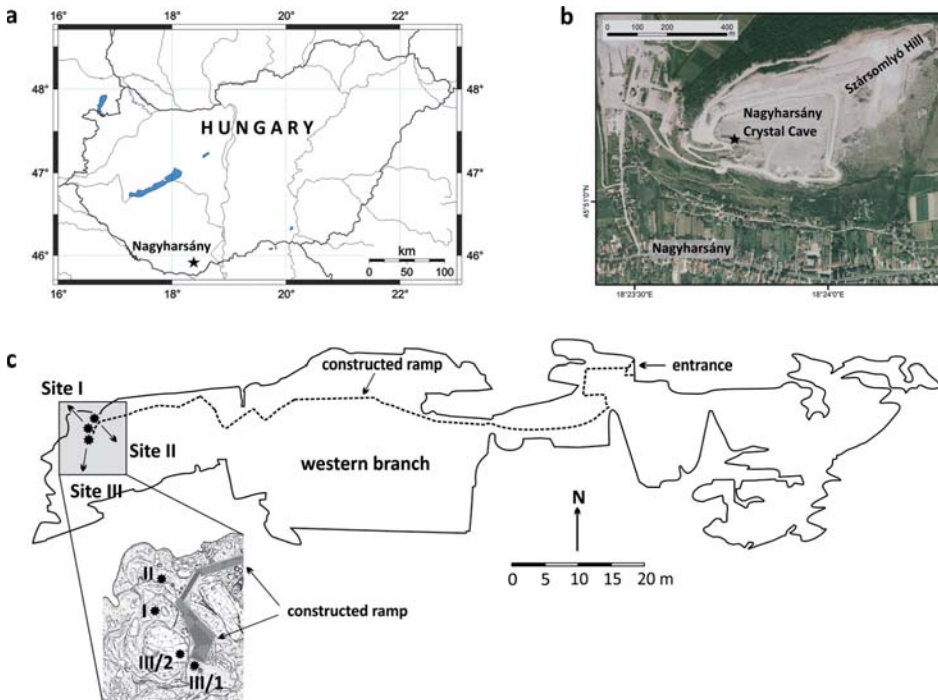 a
HUNGARY
Nagyharsány
km
0 50 100
48°
47°
46°
16° 18° 20° 22°
16° 18° 20° 22°
b
0 100 200 400
m
Szársomlyó Hill
Nagyharsány
Crystal Cave
Nagyharsány
45°51'0"N
18°23'30"E 18°24'0"E
c
Site I
Site II
Site III
constructed ramp
entrance
western branch
N
0 5 10 15 20 m
II
I
III/2
III/1
constructed ramp